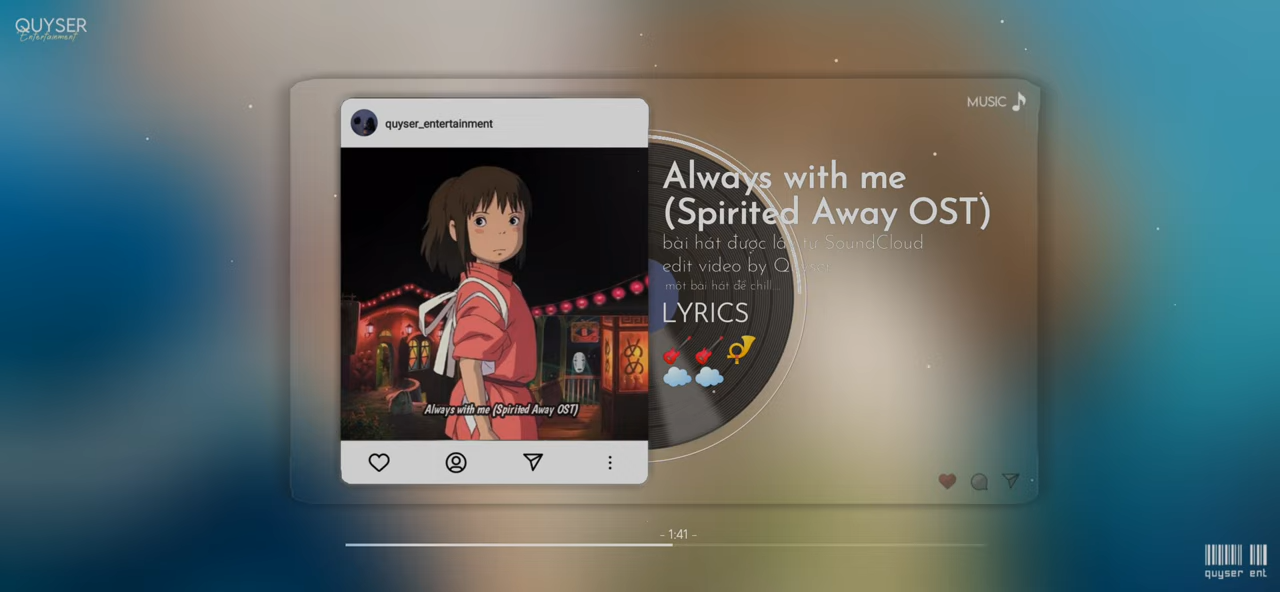 QUYSER
Entertainment
MUSIC
quyser_entertainment
Always with me (Spirited Away OST)
Always with me
(Spirited Away OST)
bài hát được lấy từ SoundCloud
edit video by Quyser
một bài hát để chill...
LYRICS
- 1:41 -
quyser ent